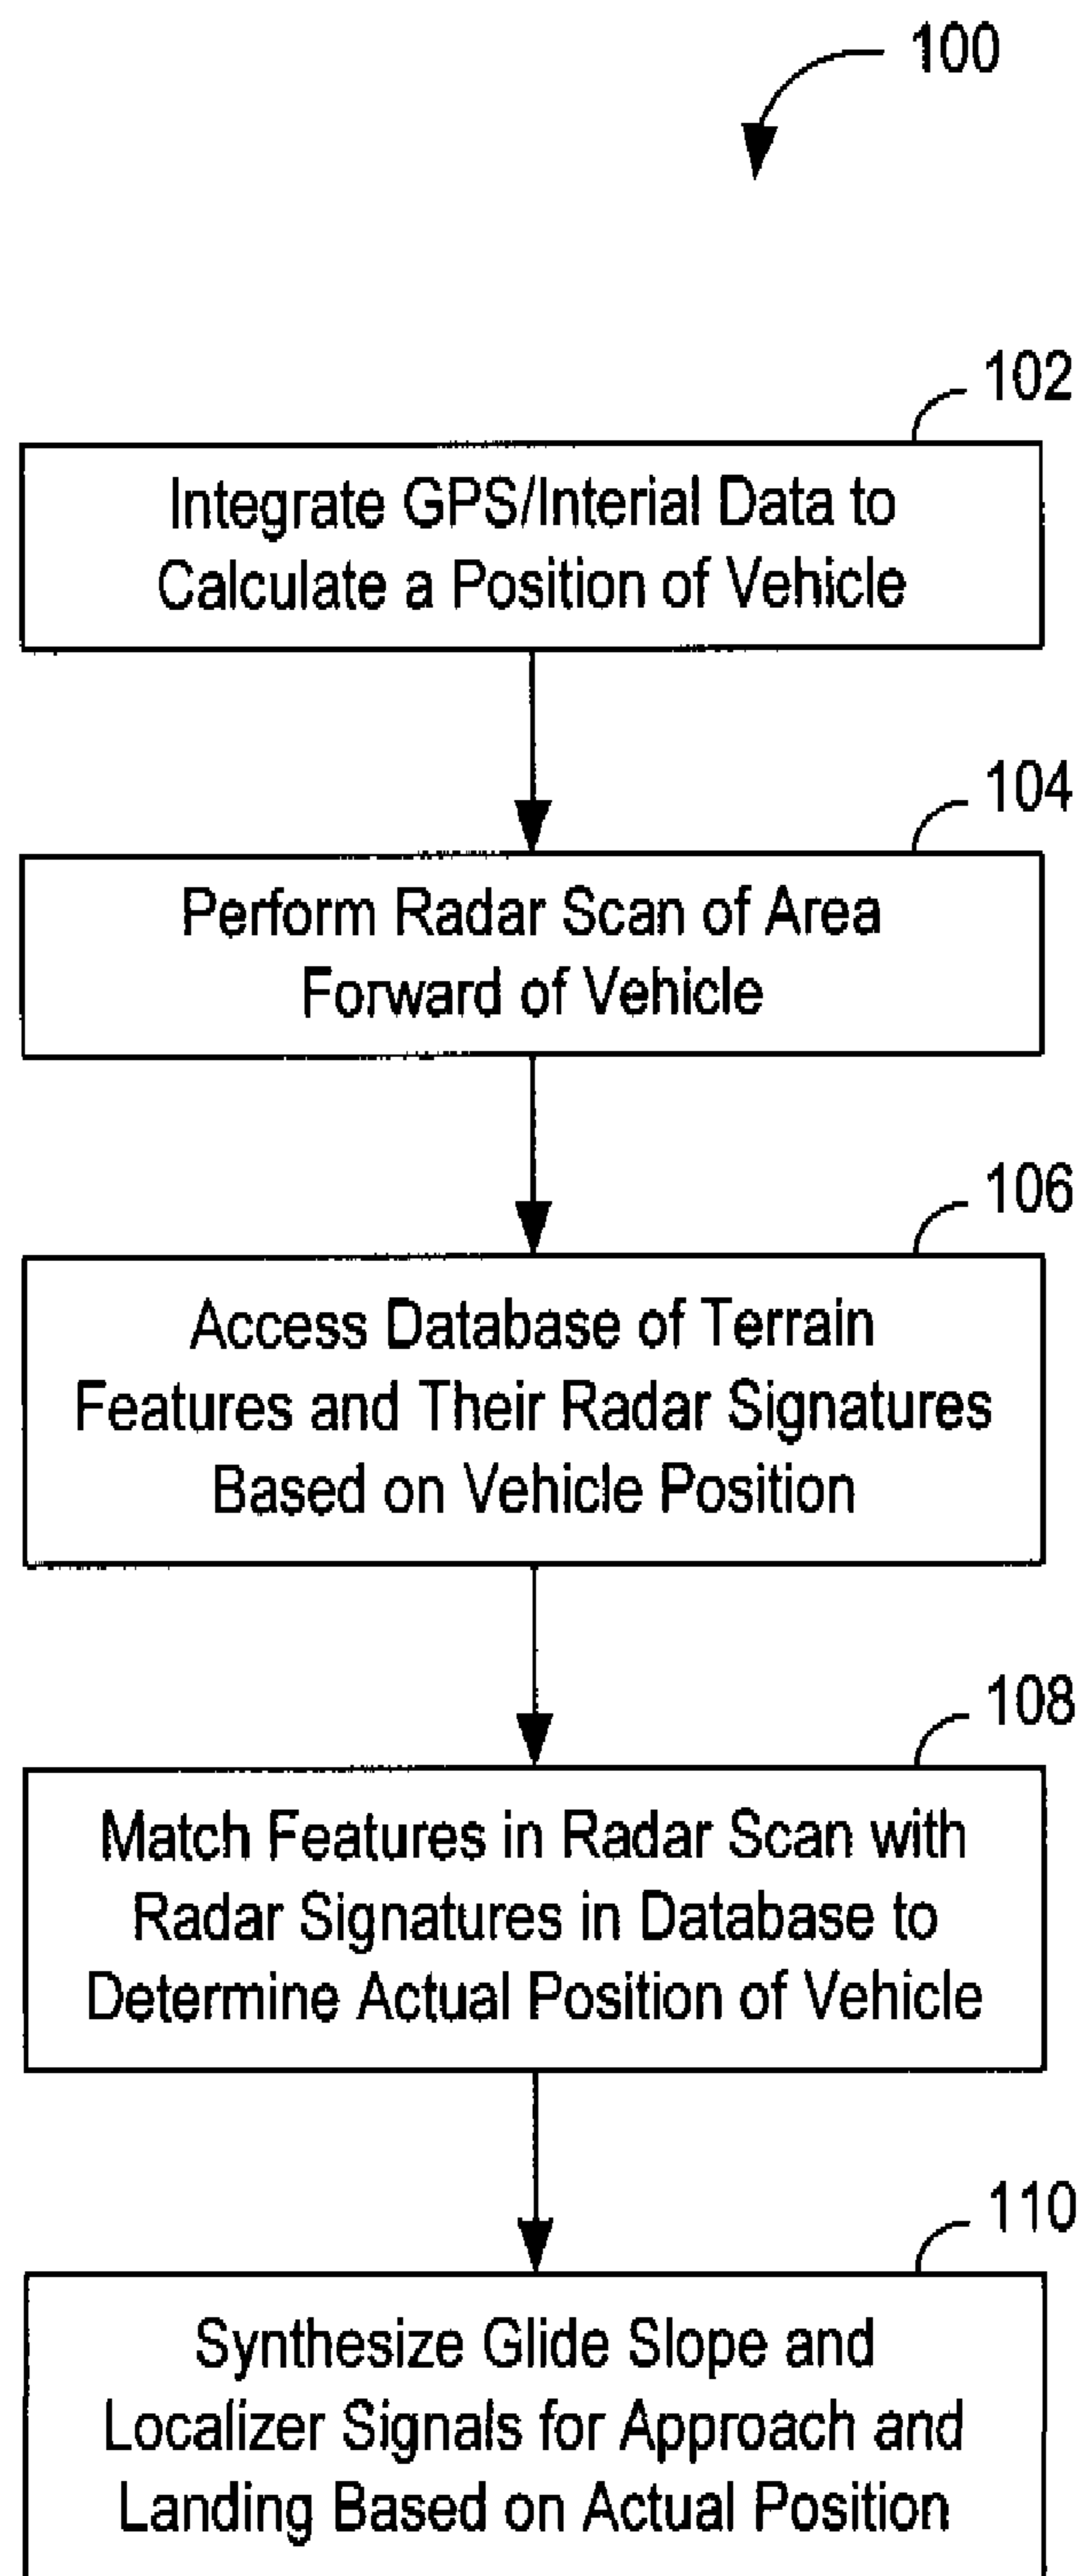 100
102
Integrate GPS/Interial Data to
Calculate a Position of Vehicle
104
Perform Radar Scan of Area
Forward of Vehicle
106
Access Database of Terrain
Features and Their Radar Signatures
Based on Vehicle Position
108
Match Features in Radar Scan with
Radar Signatures in Database to
Determine Actual Position of Vehicle
110
Synthesize Glide Slope and
Localizer Signals for Approach and
Landing Based on Actual Position